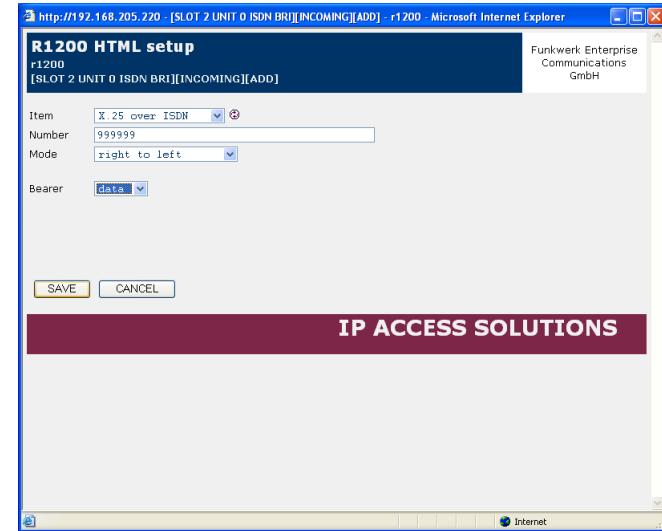 http://192.168.205.220 - [SLOT 2 UNIT 0 ISDN BRI][INCOMING][ADD] - r1200 - Microsoft Internet Explorer
R1200 HTML setup
r1200
[SLOT 2 UNIT 0 ISDN BRI][INCOMING][ADD]
Funkwerk Enterprise
Communications
GmbH
Item X.25 over ISDN
Number 999999
Mode right to left
Bearer data
SAVE CANCEL
IP ACCESS SOLUTIONS
Internet